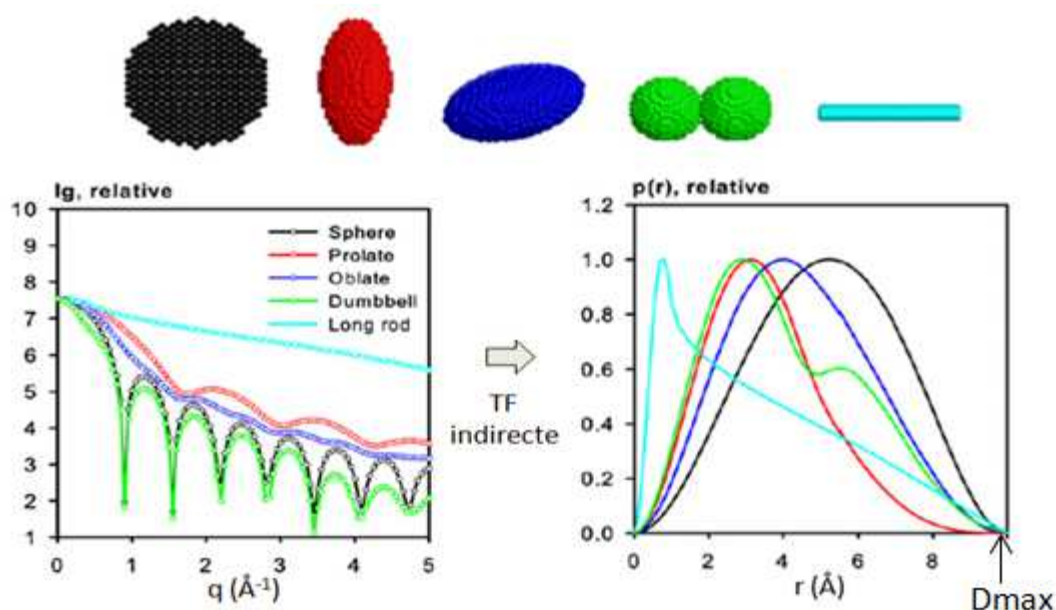 lg, relative
10
9
8
7
6
5
4
3
2
1
0 1 2 3 4 5
q (Å⁻¹)
Sphere
Prolate
Oblate
Dumbbell
Long rod
TF
indirecte
p(r), relative
1.2
1.0
0.8
0.6
0.4
0.2
0.0
0 2 4 6 8
r (Å)
Dmax